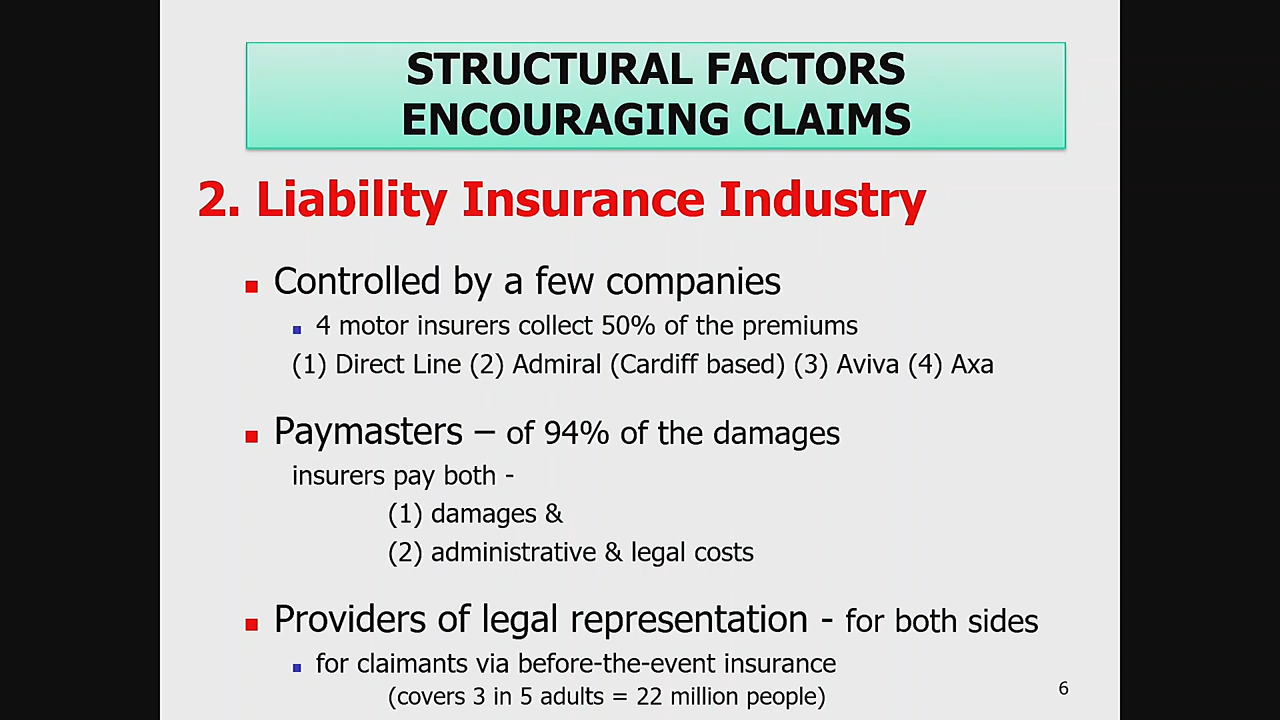 STRUCTURAL FACTORS
ENCOURAGING CLAIMS
2. Liability Insurance Industry
Controlled by a few companies
4 motor insurers collect 50% of the premiums
(1) Direct Line (2) Admiral (Cardiff based) (3) Aviva (4) Axa
Paymasters – of 94% of the damages
insurers pay both -
(1) damages &
(2) administrative & legal costs
Providers of legal representation - for both sides
for claimants via before-the-event insurance
(covers 3 in 5 adults = 22 million people)
6